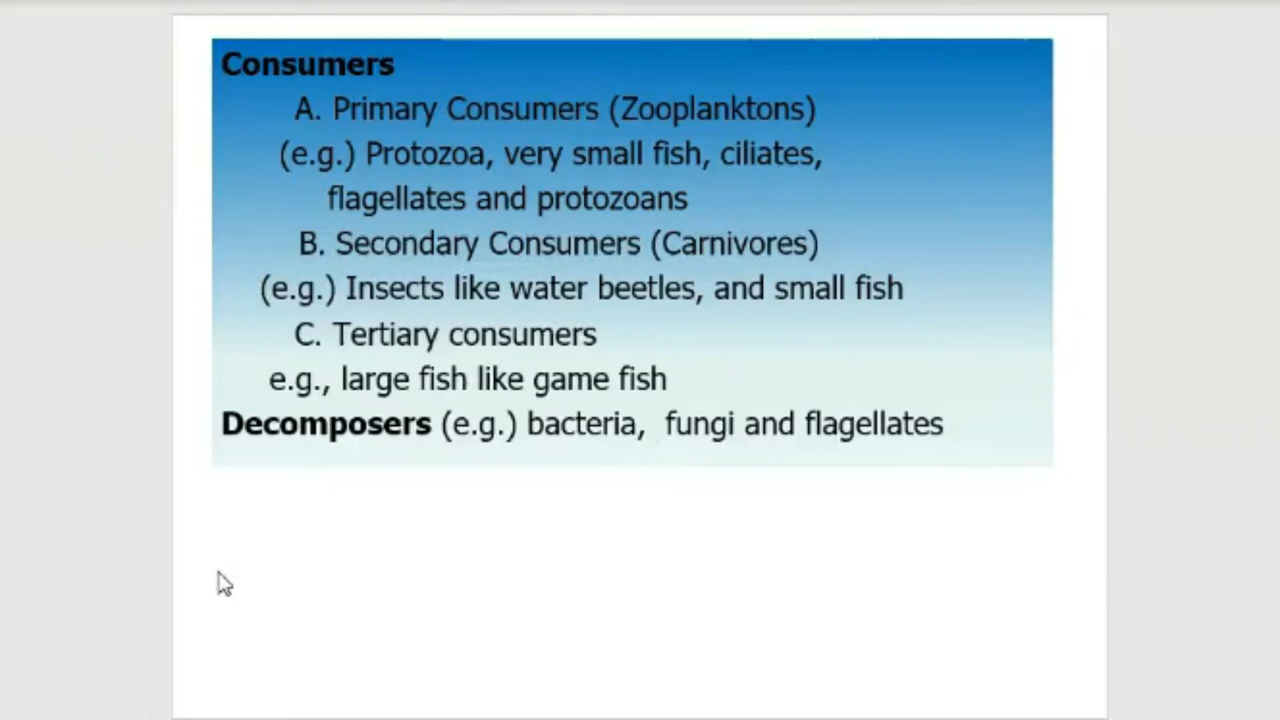 Consumers
A. Primary Consumers (Zooplanktons)
(e.g.) Protozoa, very small fish, ciliates,
flagellates and protozoans
B. Secondary Consumers (Carnivores)
(e.g.) Insects like water beetles, and small fish
C. Tertiary consumers
e.g., large fish like game fish
Decomposers (e.g.) bacteria, fungi and flagellates